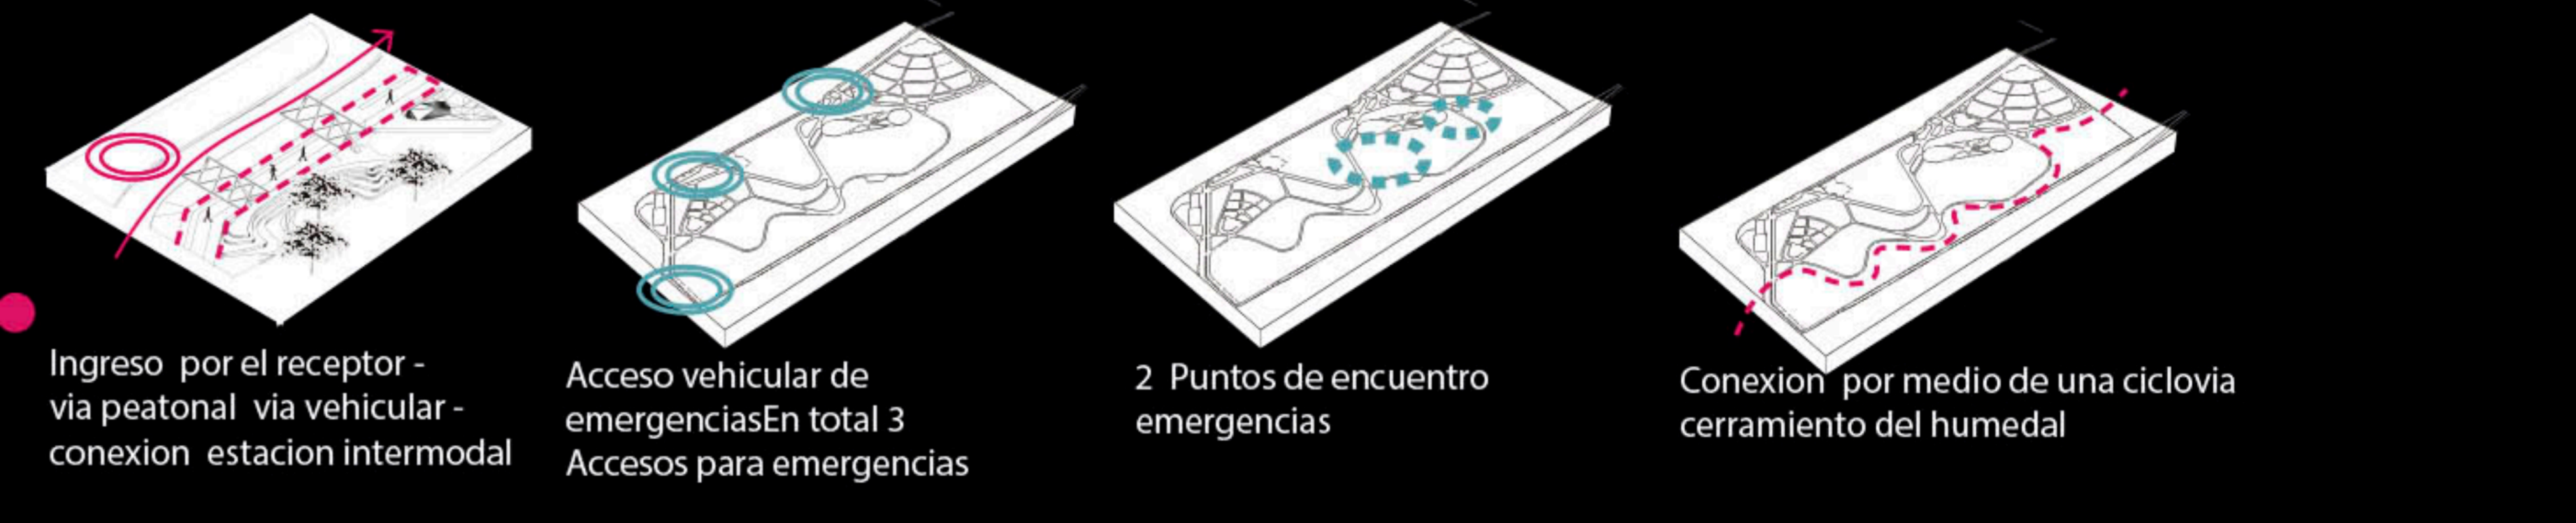 Ingreso por el receptor -
via peatonal via vehicular -
conexion estacion intermodal
Acceso vehicular de
emergenciasEn total 3
Accesos para emergencias
2 Puntos de encuentro
emergencias
Conexion por medio de una ciclovia
cerramiento del humedal